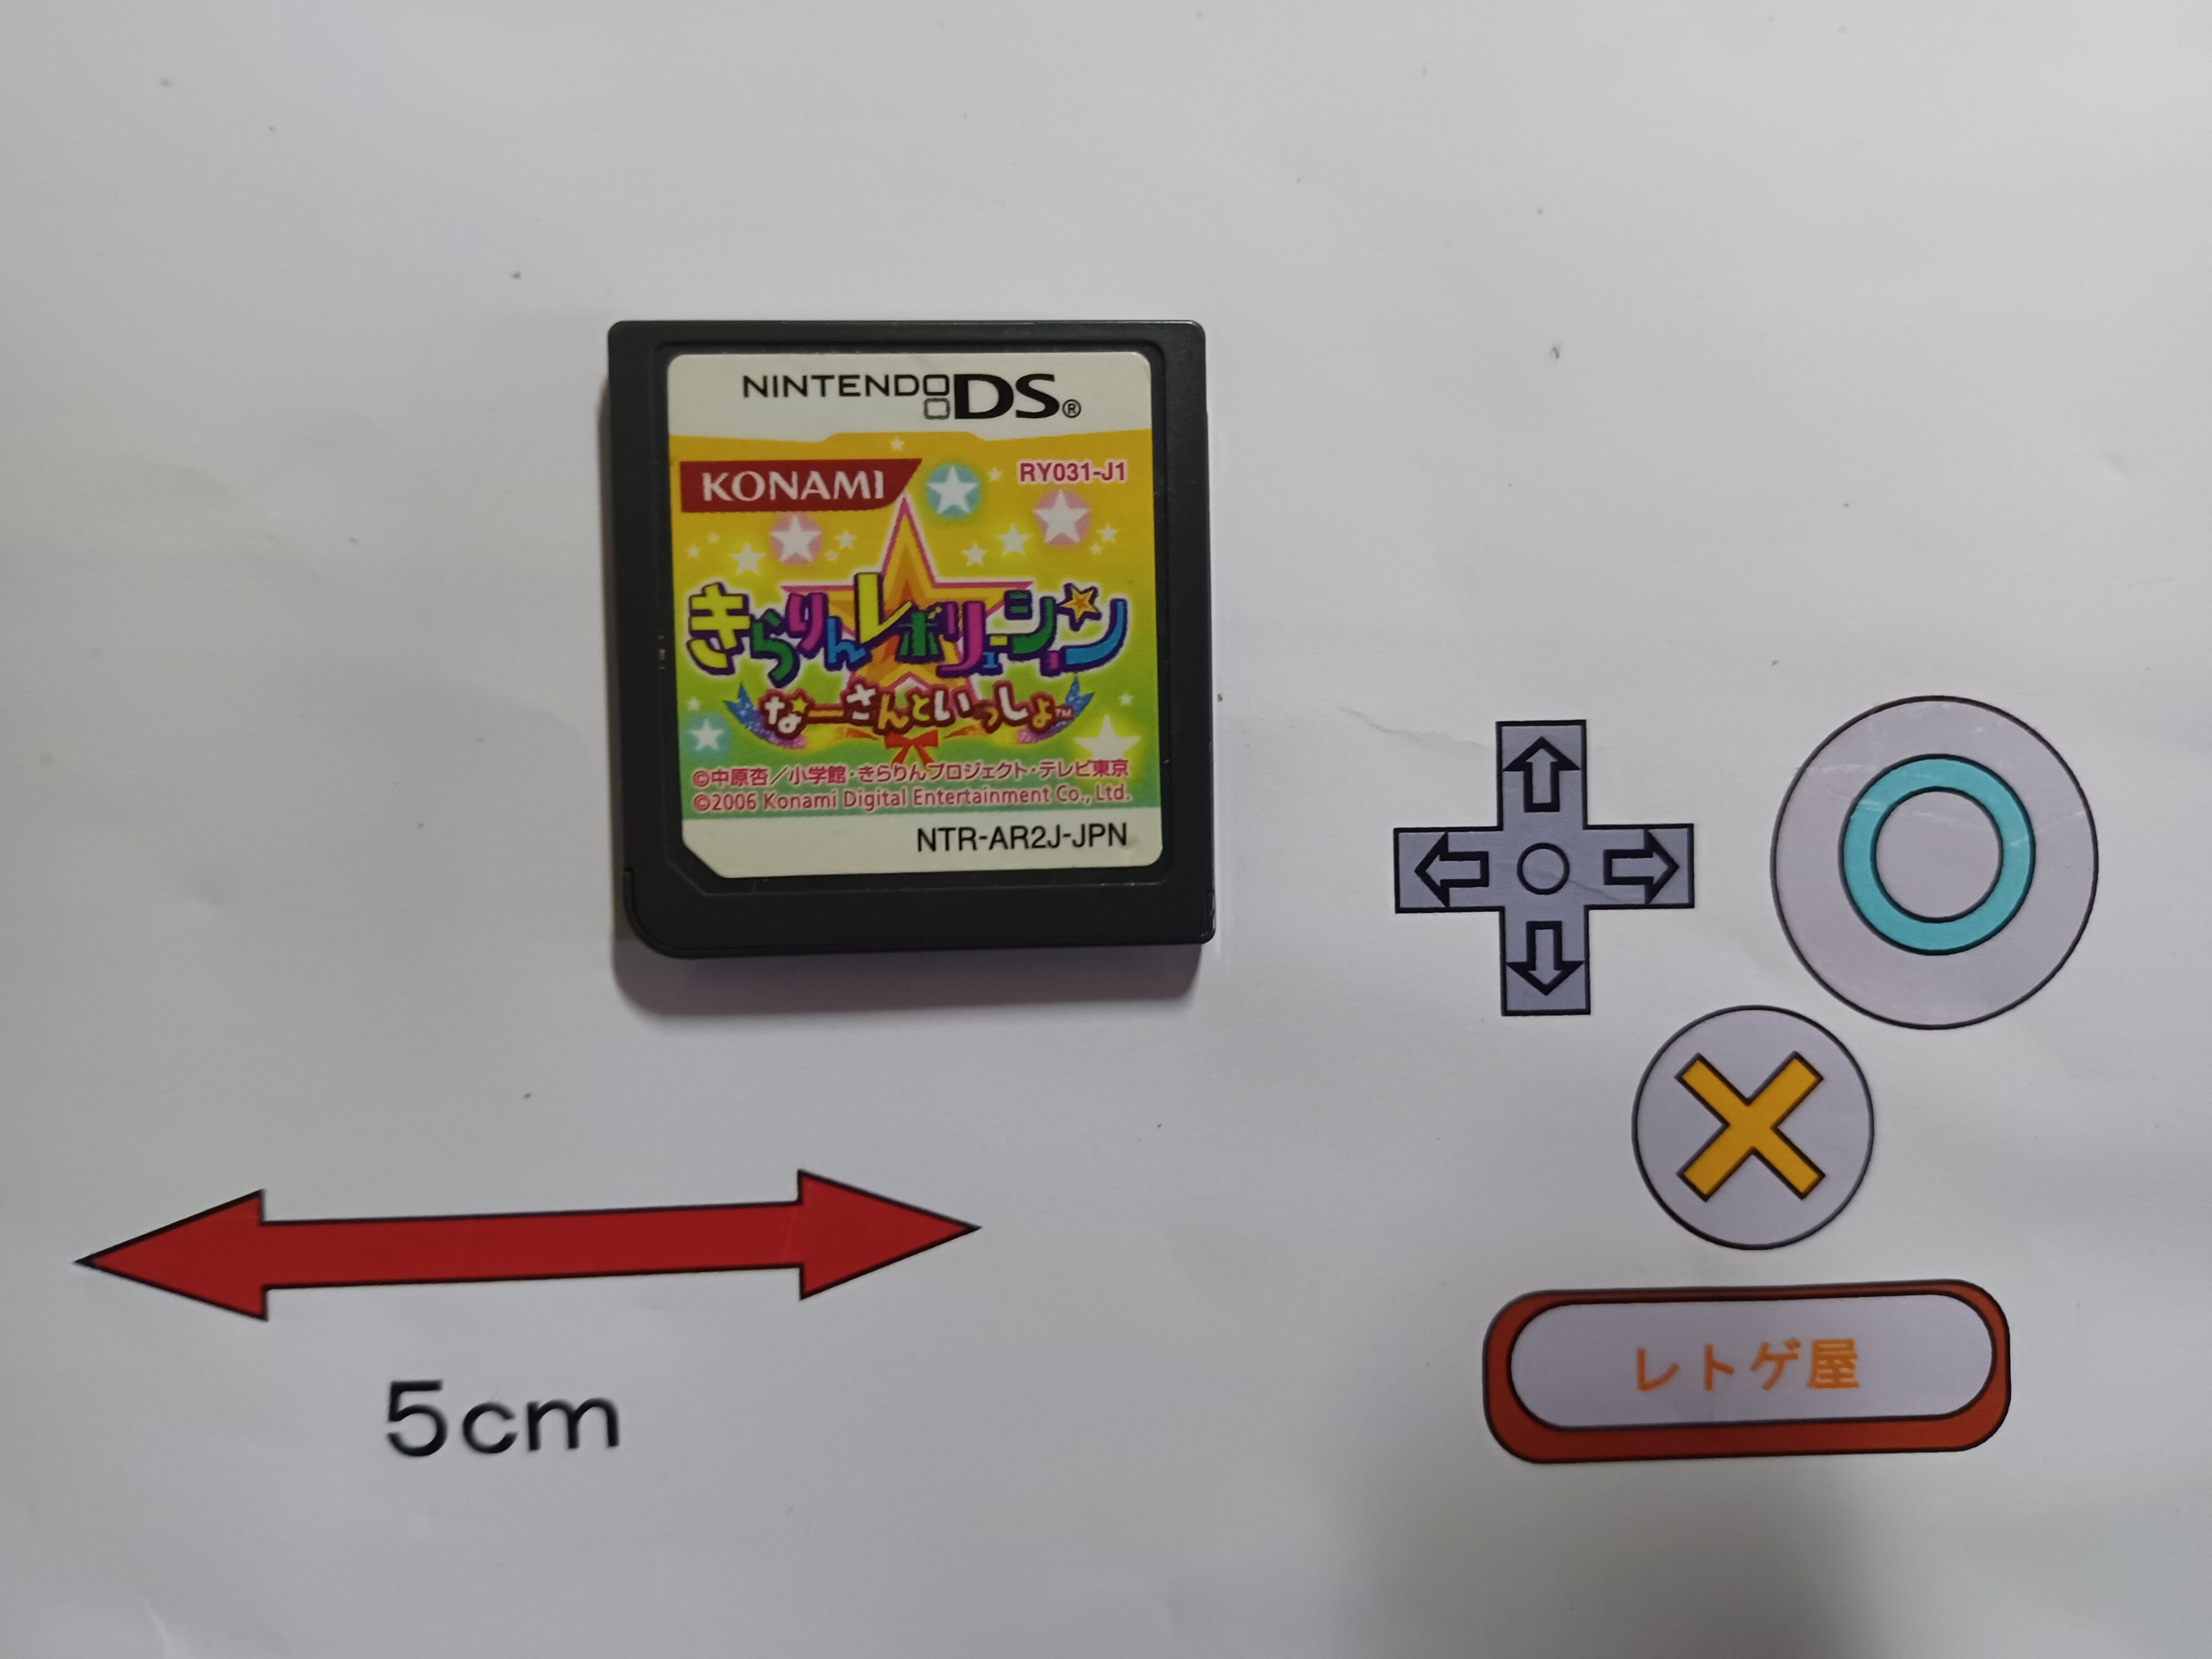 NINTENDO DS®
KONAMI
RY031-J1
きらりんレボリューション
なーさんといっしょ™
©中原杏／小学館・きらりんプロジェクト・テレビ東京
©2006 Konami Digital Entertainment Co., Ltd.
NTR-AR2J-JPN
5cm
レトゲ屋